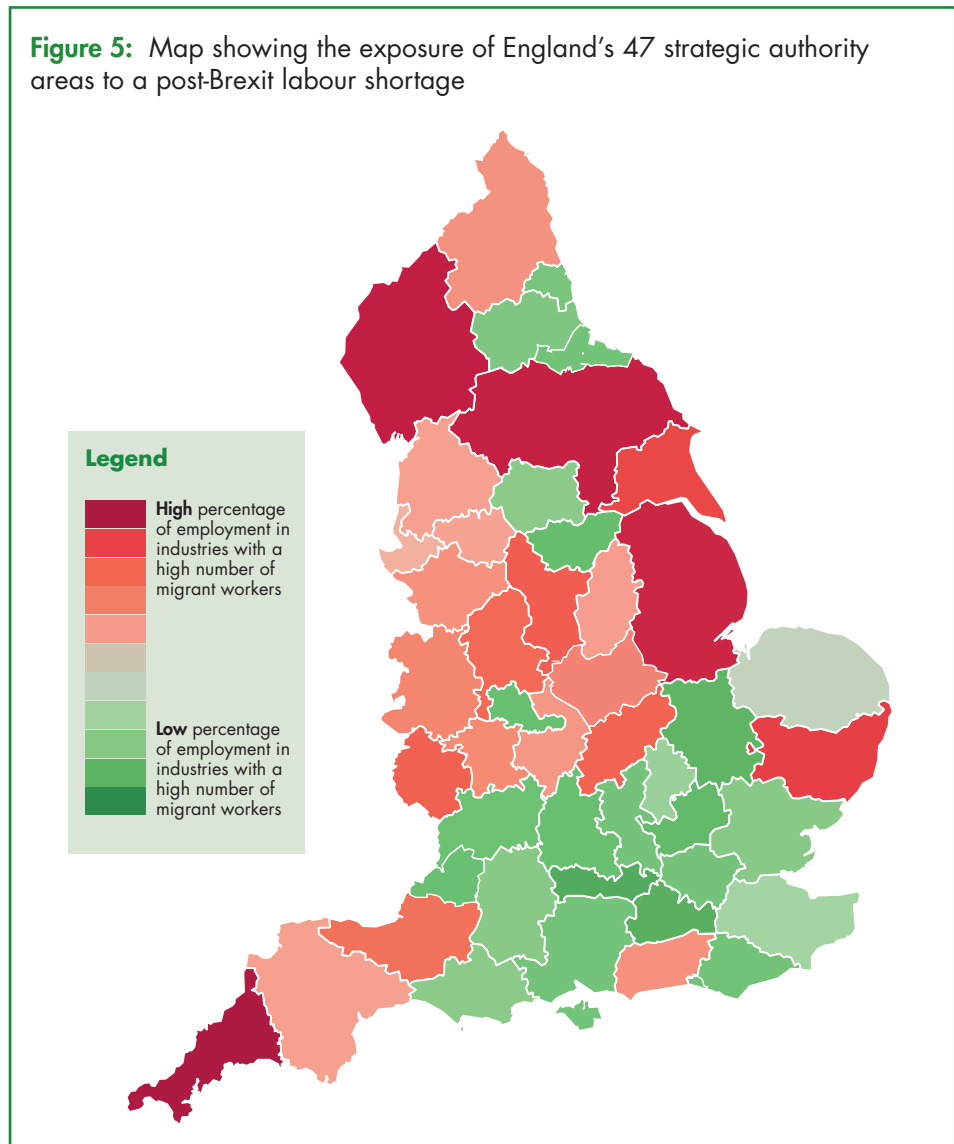 Figure 5: Map showing the exposure of England’s 47 strategic authority
areas to a post-Brexit labour shortage
Legend
High percentage
of employment in
industries with a
high number of
migrant workers
Low percentage
of employment in
industries with a
high number of
migrant workers